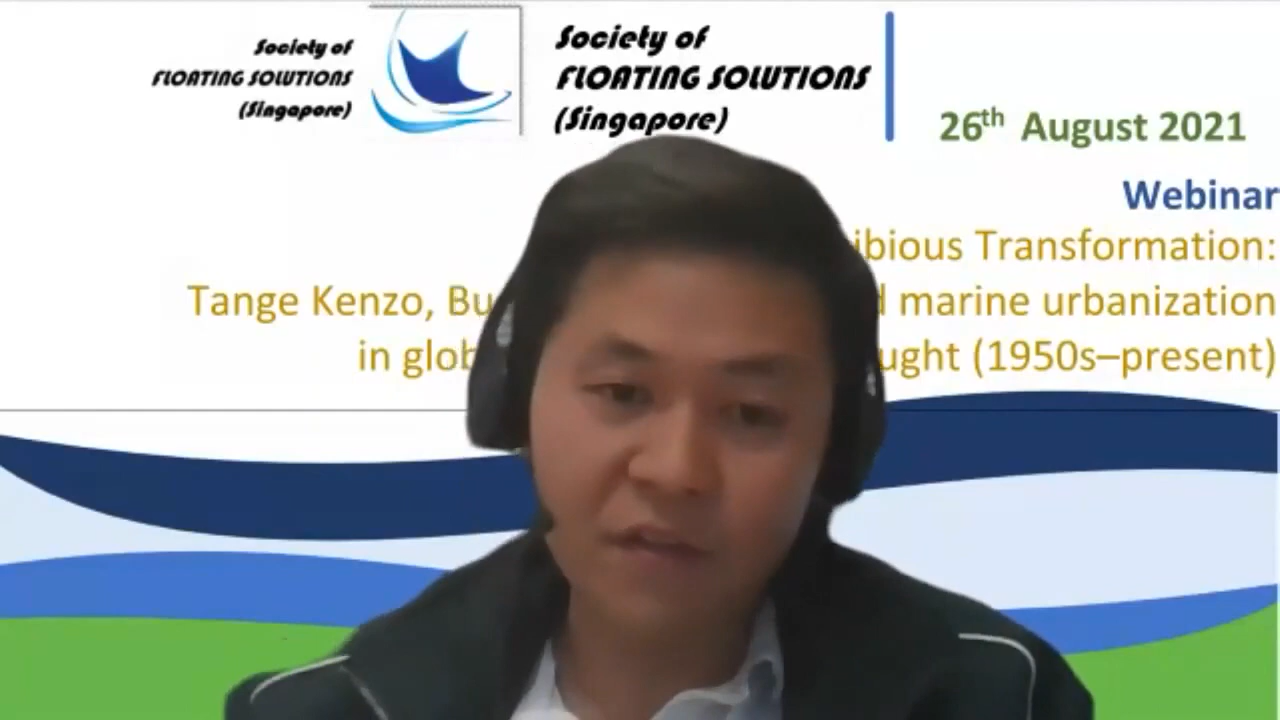 Society of
FLOATING SOLUTIONS
(Singapore)
Society of
FLOATING SOLUTIONS
(Singapore)
26th August 2021
Webinar
ibious Transformation:
Tange Kenzo, Bu
marine urbanization
in glob
ught (1950s–present)